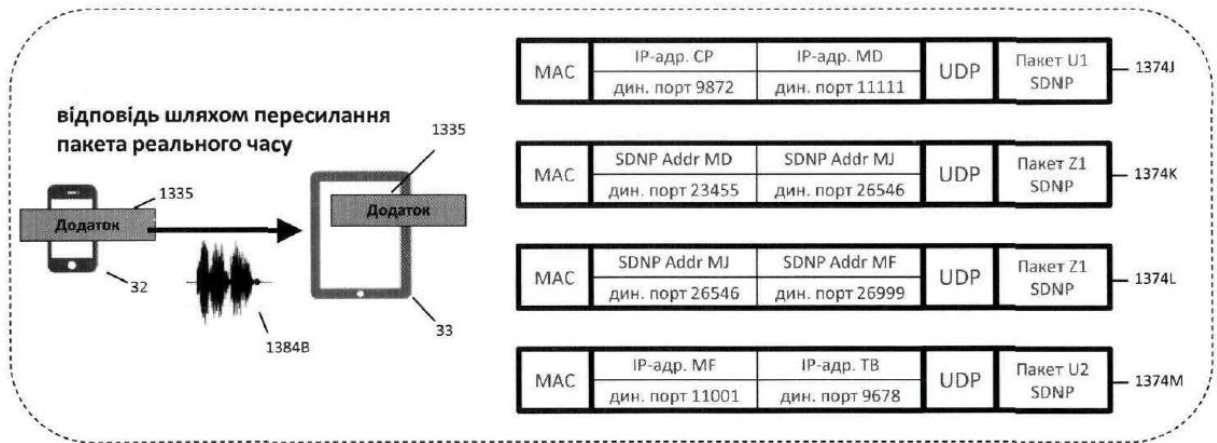 відповідь шляхом пересилання
пакета реального часу
1335
Додаток
32
1384B
1335
Додаток
33
MAC
IP-адр. CP
IP-адр. MD
дин. порт 9872
дин. порт 11111
UDP
Пакет U1
SDNP
1374J
MAC
SDNP Addr MD
SDNP Addr MJ
дин. порт 23455
дин. порт 26546
UDP
Пакет Z1
SDNP
1374K
MAC
SDNP Addr MJ
SDNP Addr MF
дин. порт 26546
дин. порт 26999
UDP
Пакет Z1
SDNP
1374L
MAC
IP-адр. MF
IP-адр. TB
дин. порт 11001
дин. порт 9678
UDP
Пакет U2
SDNP
1374M